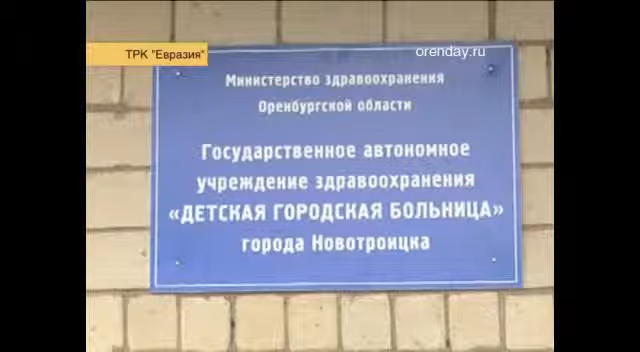 ТРК "Евразия"
orenday.ru
Министерство здравоохранения
Оренбургской области
Государственное автономное
учреждение здравоохранения
«ДЕТСКАЯ ГОРОДСКАЯ БОЛЬНИЦА»
города Новотроицка